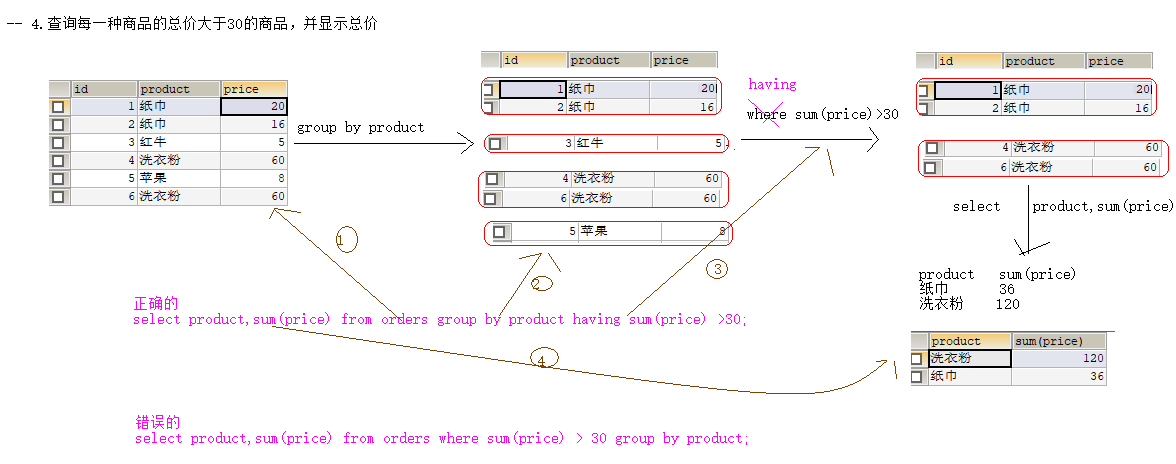 -- 4.查询每一种商品的总价大于30的商品，并显示总价
id product price
1 纸巾 20
2 纸巾 16
3 红牛 5
4 洗衣粉 60
5 苹果 8
6 洗衣粉 60
group by product
id product price
1 纸巾 20
2 纸巾 16
3 红牛 5
4 洗衣粉 60
6 洗衣粉 60
5 苹果 8
having
where sum(price)>30
id product price
1 纸巾 20
2 纸巾 16
4 洗衣粉 60
6 洗衣粉 60
select product,sum(price)
product sum(price)
纸巾 36
洗衣粉 120
1
2
3
正确的
select product,sum(price) from orders group by product having sum(price) >30;
4
product sum(price)
洗衣粉 120
纸巾 36
错误的
select product,sum(price) from orders where sum(price) > 30 group by product;